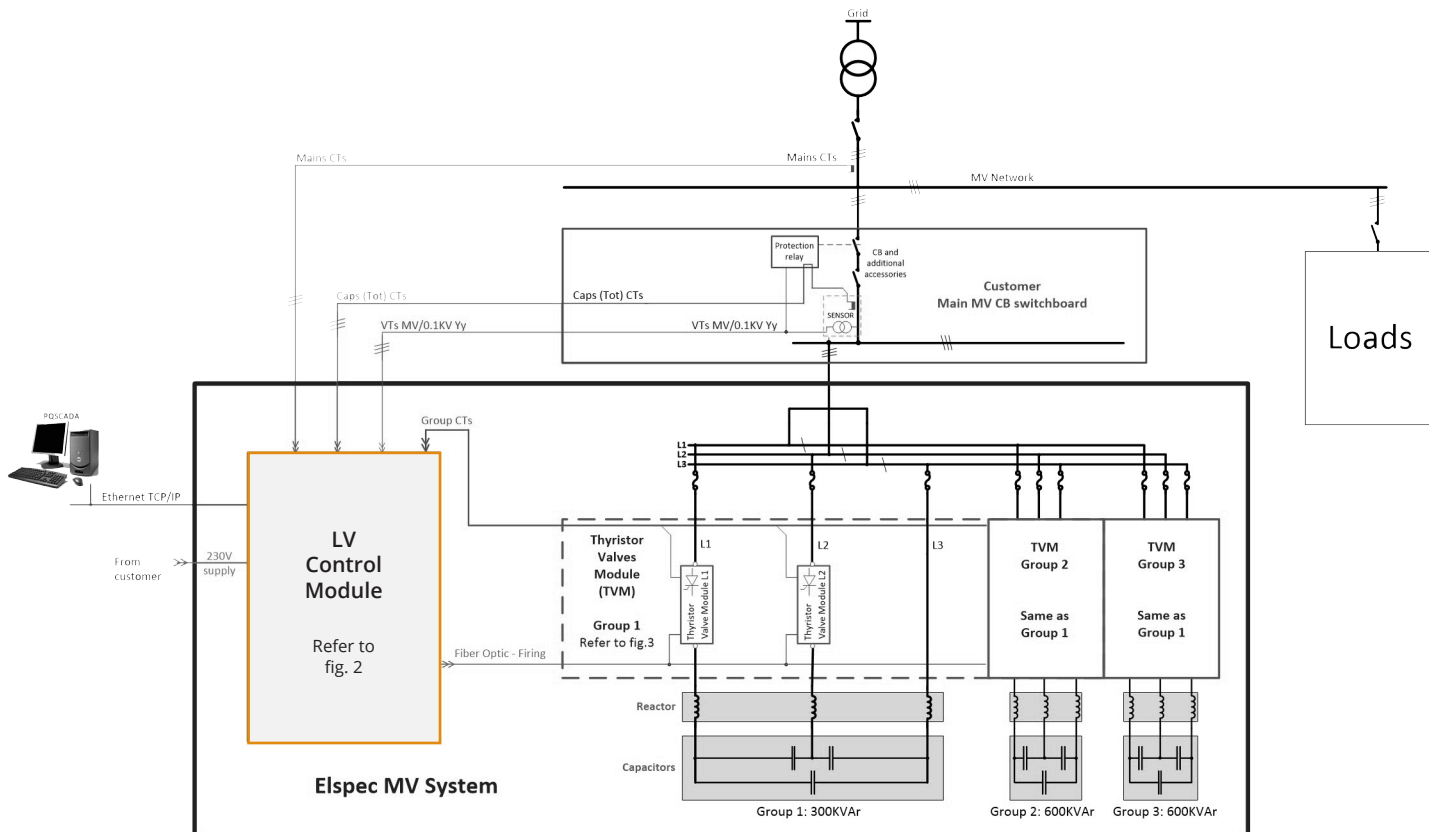 Grid
Mains CTs
Mains CTs
MV Network
Protection
relay
CB and
additional
accessories
Customer
Main MV CB switchboard
Caps (Tot) CTs
Caps (Tot) CTs
SENSOR
VTs MV/0.1KV Yy
VTs MV/0.1KV Yy
Loads
PQSCADA
Group CTs
L1
L2
L3
Ethernet TCP/IP
LV
Control
Module
Refer to
fig. 2
From
customer
230V
supply
Thyristor
Valves
Module
(TVM)
Group 1
Refer to fig.3
L1
L2
L3
Thyristor
Valve Module L1
Thyristor
Valve Module L2
TVM
Group 2
Same as
Group 1
TVM
Group 3
Same as
Group 1
Fiber Optic - Firing
Reactor
Capacitors
Elspec MV System
Group 1: 300KVAr
Group 2: 600KVAr
Group 3: 600KVAr